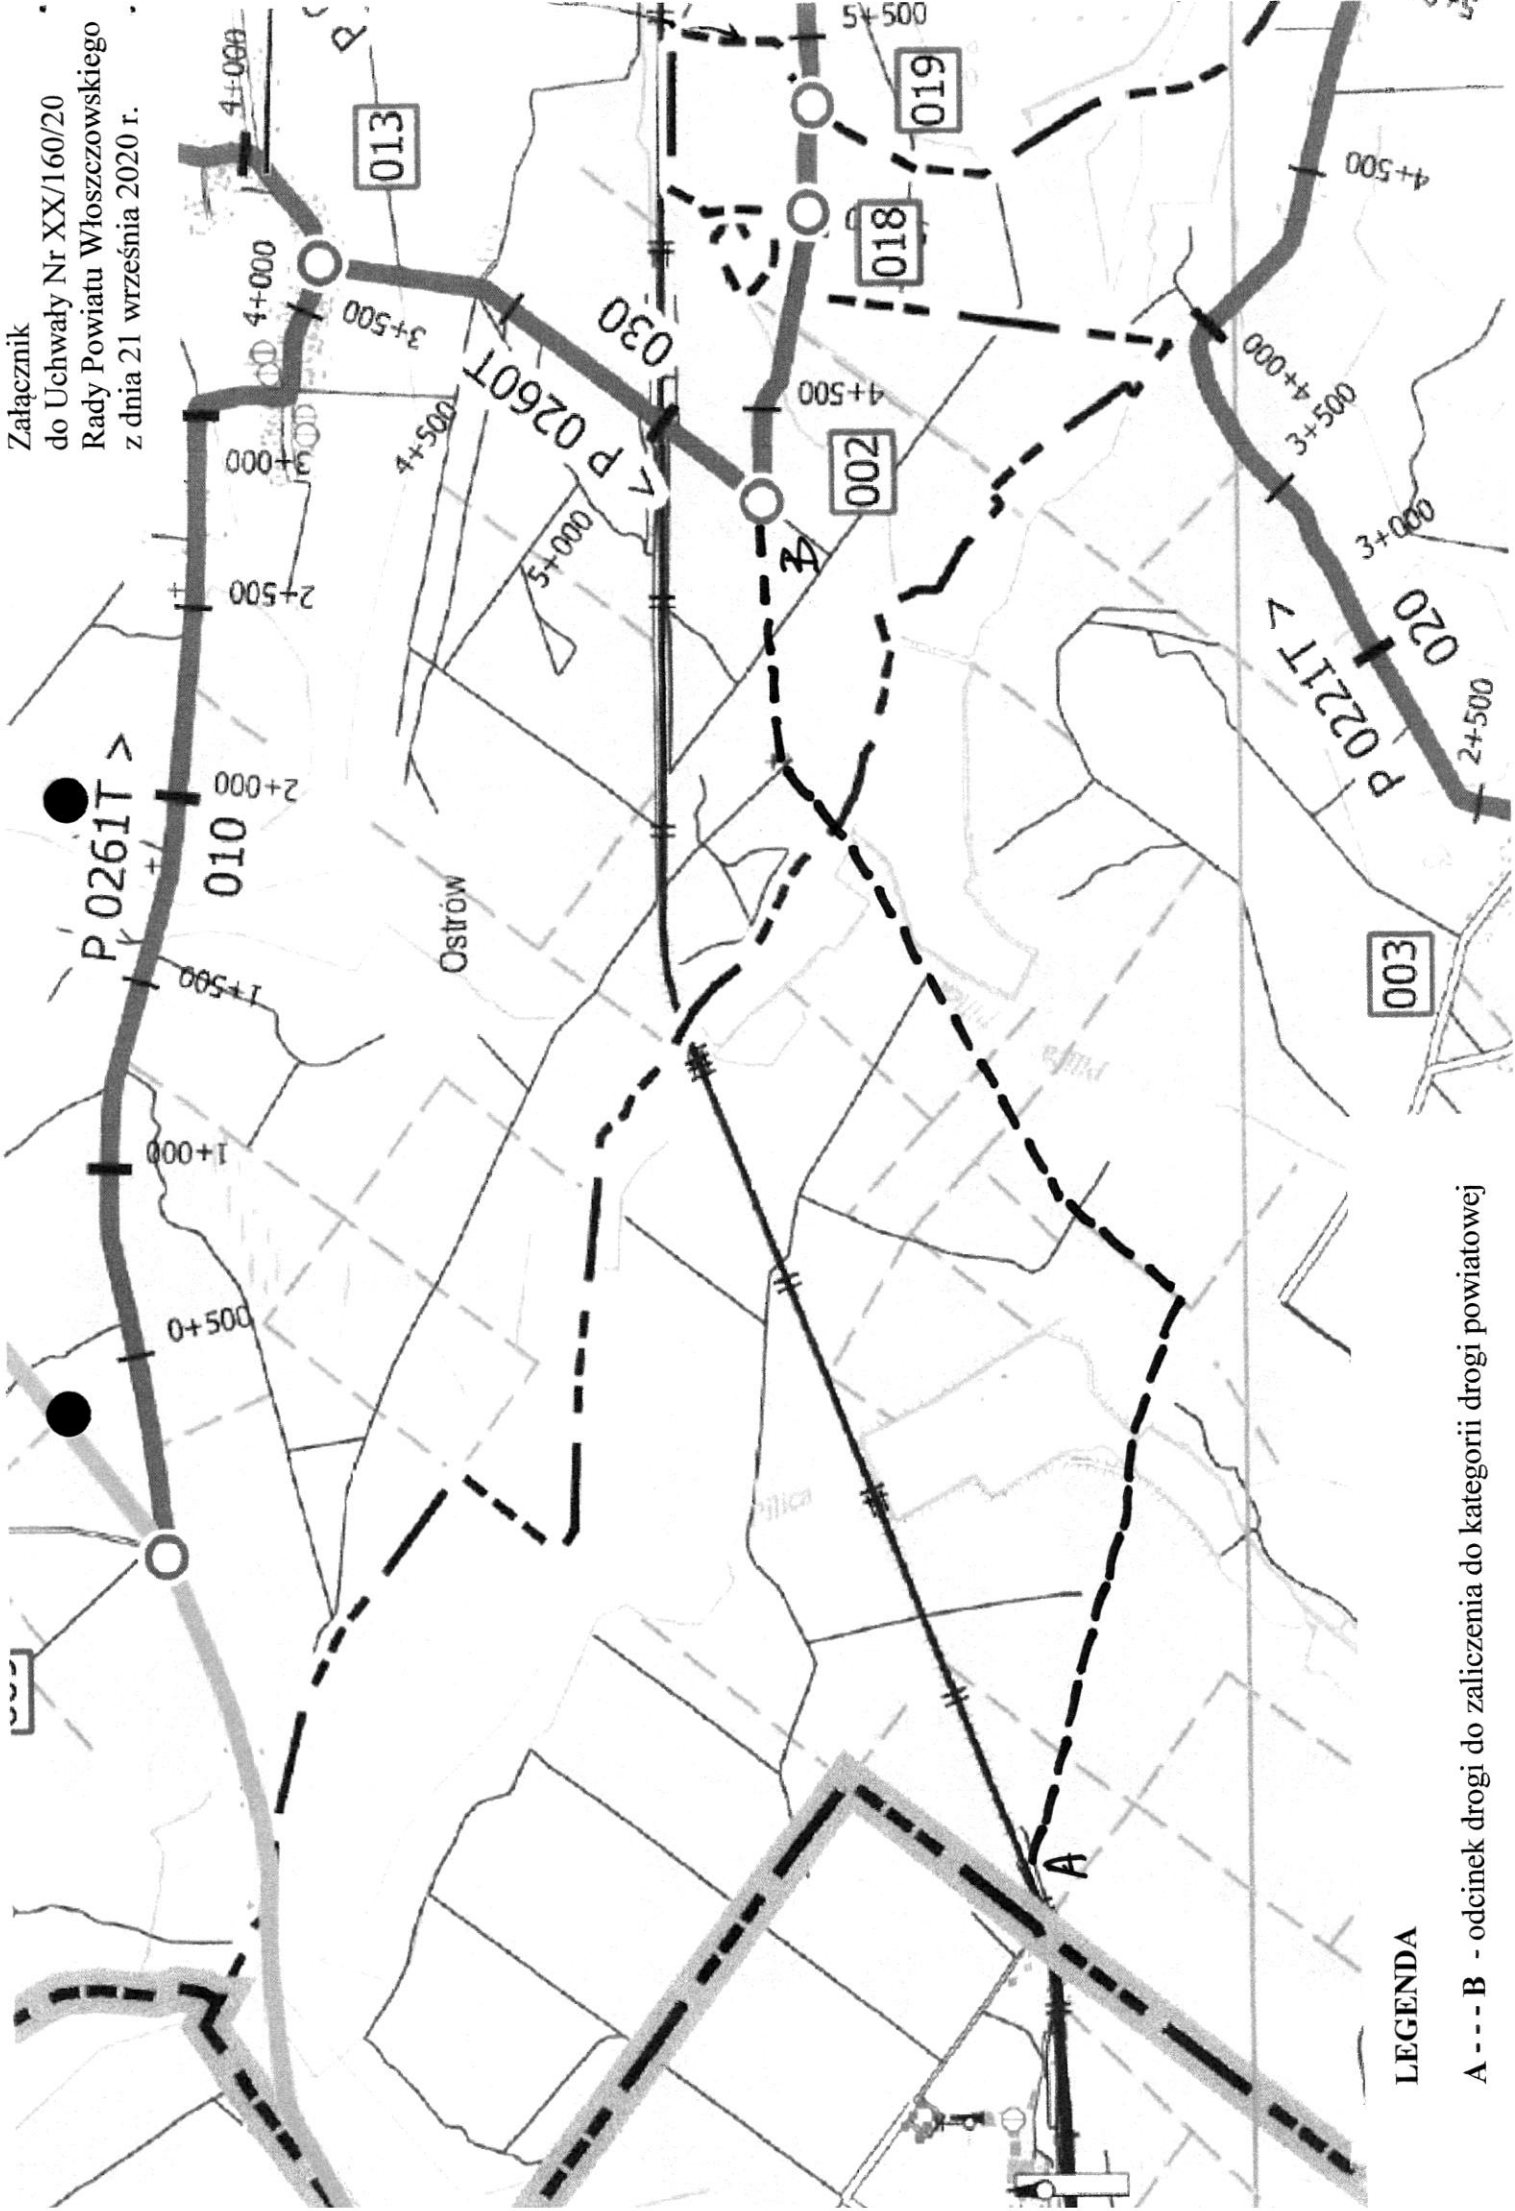 Załącznik
do Uchwały Nr XX/160/20
Rady Powiatu Włoszczowskiego
z dnia 21 września 2020 r.
P 0261T >
010
0+500
1+000
1+500
2+000
2+500
3+000
4+000
4+000
3+500
013
< P 0260T
030
4+500
5+000
Ostrów
B
002
4+500
018
019
5+500
4+500
4+000
3+500
3+000
P 0221T >
020
2+500
003
Pilica
Pilica
A
LEGENDA
A - - - B - odcinek drogi do zaliczenia do kategorii drogi powiatowej